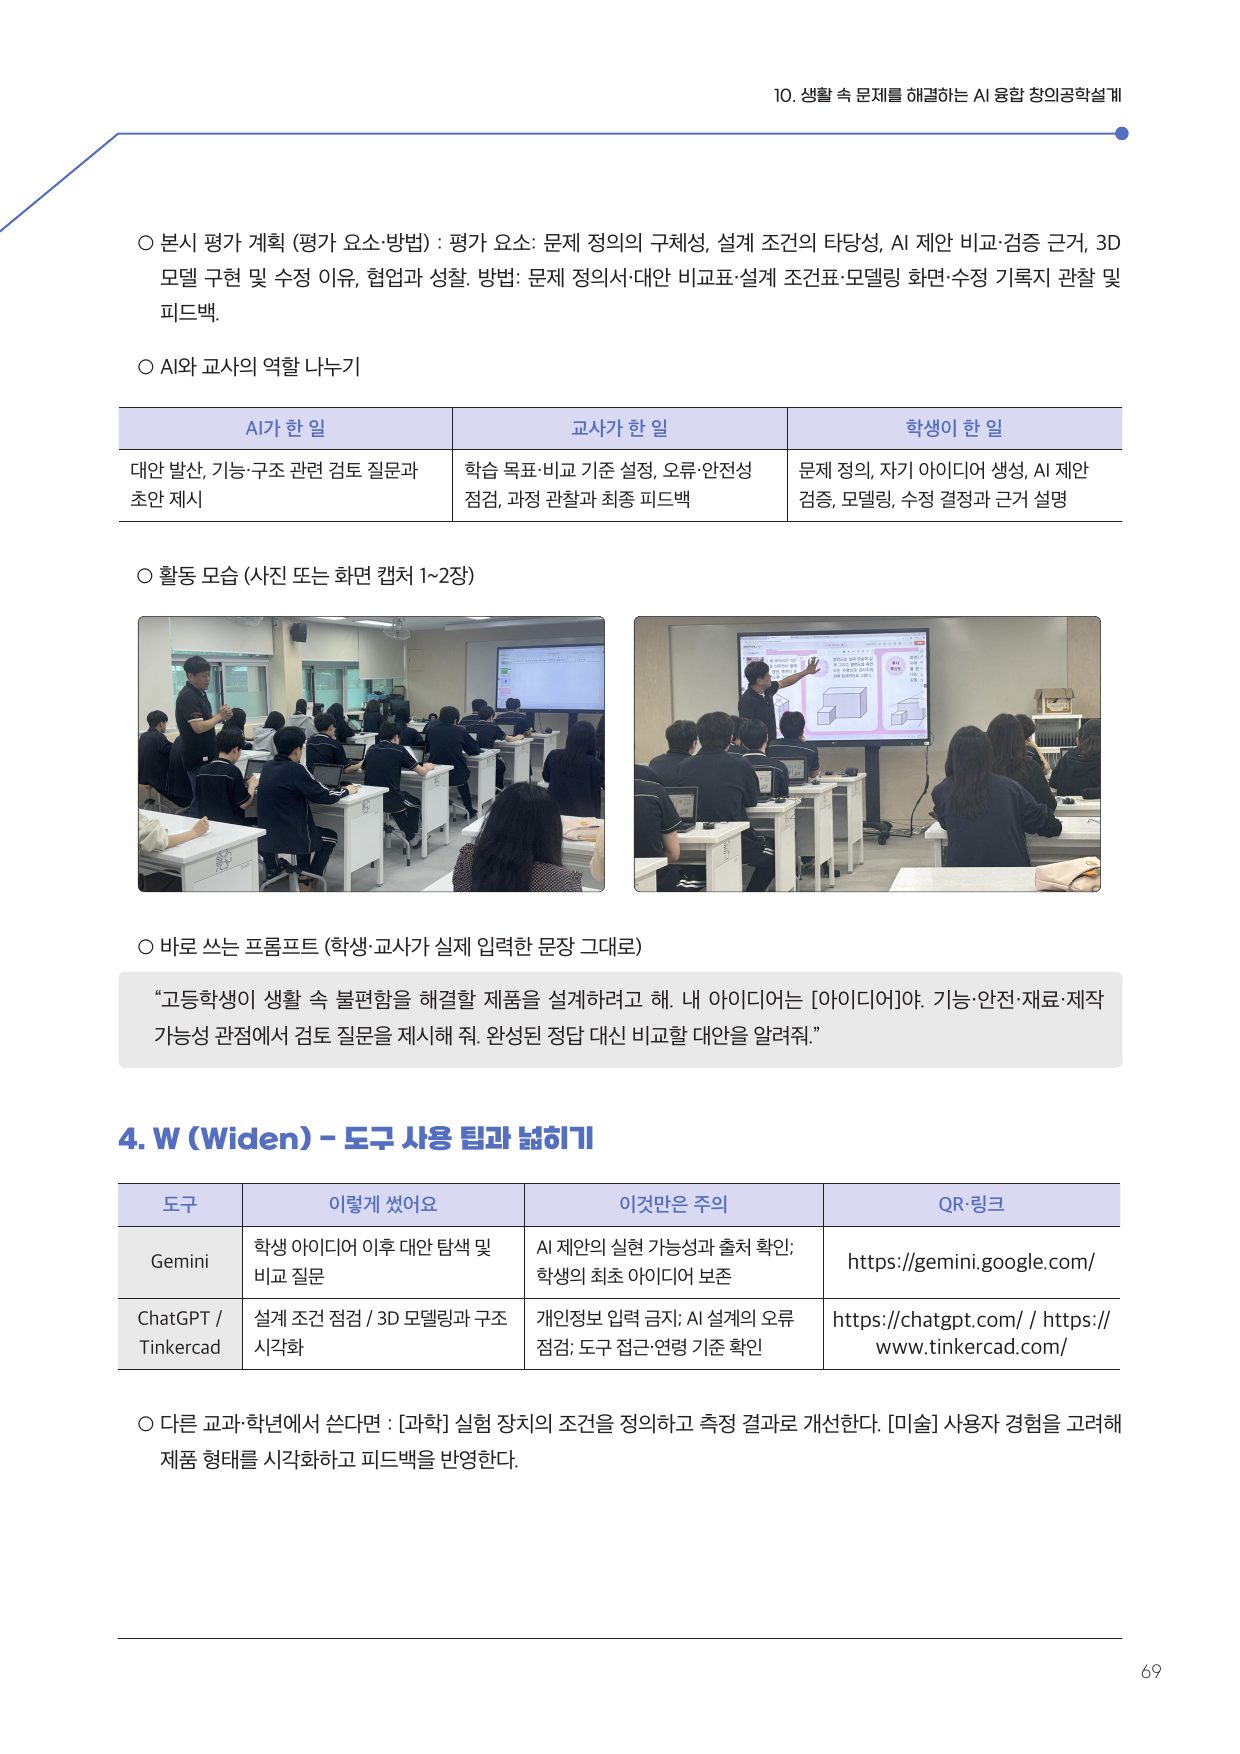 10. 생활 속 문제를 해결하는 AI 융합 창의공학설계
○ 본시 평가 계획 (평가 요소·방법) : 평가 요소: 문제 정의의 구체성, 설계 조건의 타당성, AI 제안 비교·검증 근거, 3D
모델 구현 및 수정 이유, 협업과 성찰. 방법: 문제 정의서·대안 비교표·설계 조건표·모델링 화면·수정 기록지 관찰 및
피드백.
○ AI와 교사의 역할 나누기
AI가 한 일
교사가 한 일
학생이 한 일
대안 발산, 기능·구조 관련 검토 질문과
초안 제시
학습 목표·비교 기준 설정, 오류·안전성
점검, 과정 관찰과 최종 피드백
문제 정의, 자기 아이디어 생성, AI 제안
검증, 모델링, 수정 결정과 근거 설명
○ 활동 모습 (사진 또는 화면 캡처 1~2장)
○ 바로 쓰는 프롬프트 (학생·교사가 실제 입력한 문장 그대로)
“고등학생이 생활 속 불편함을 해결할 제품을 설계하려고 해. 내 아이디어는 [아이디어]야. 기능·안전·재료·제작
가능성 관점에서 검토 질문을 제시해 줘. 완성된 정답 대신 비교할 대안을 알려줘.”
4. W (Widen) - 도구 사용 팁과 넓히기
도구
이렇게 썼어요
이것만은 주의
QR·링크
Gemini
학생 아이디어 이후 대안 탐색 및
비교 질문
AI 제안의 실현 가능성과 출처 확인;
학생의 최초 아이디어 보존
https://gemini.google.com/
ChatGPT /
Tinkercad
설계 조건 점검 / 3D 모델링과 구조
시각화
개인정보 입력 금지; AI 설계의 오류
점검; 도구 접근·연령 기준 확인
https://chatgpt.com/ / https://
www.tinkercad.com/
○ 다른 교과·학년에서 쓴다면 : [과학] 실험 장치의 조건을 정의하고 측정 결과로 개선한다. [미술] 사용자 경험을 고려해
제품 형태를 시각화하고 피드백을 반영한다.
69